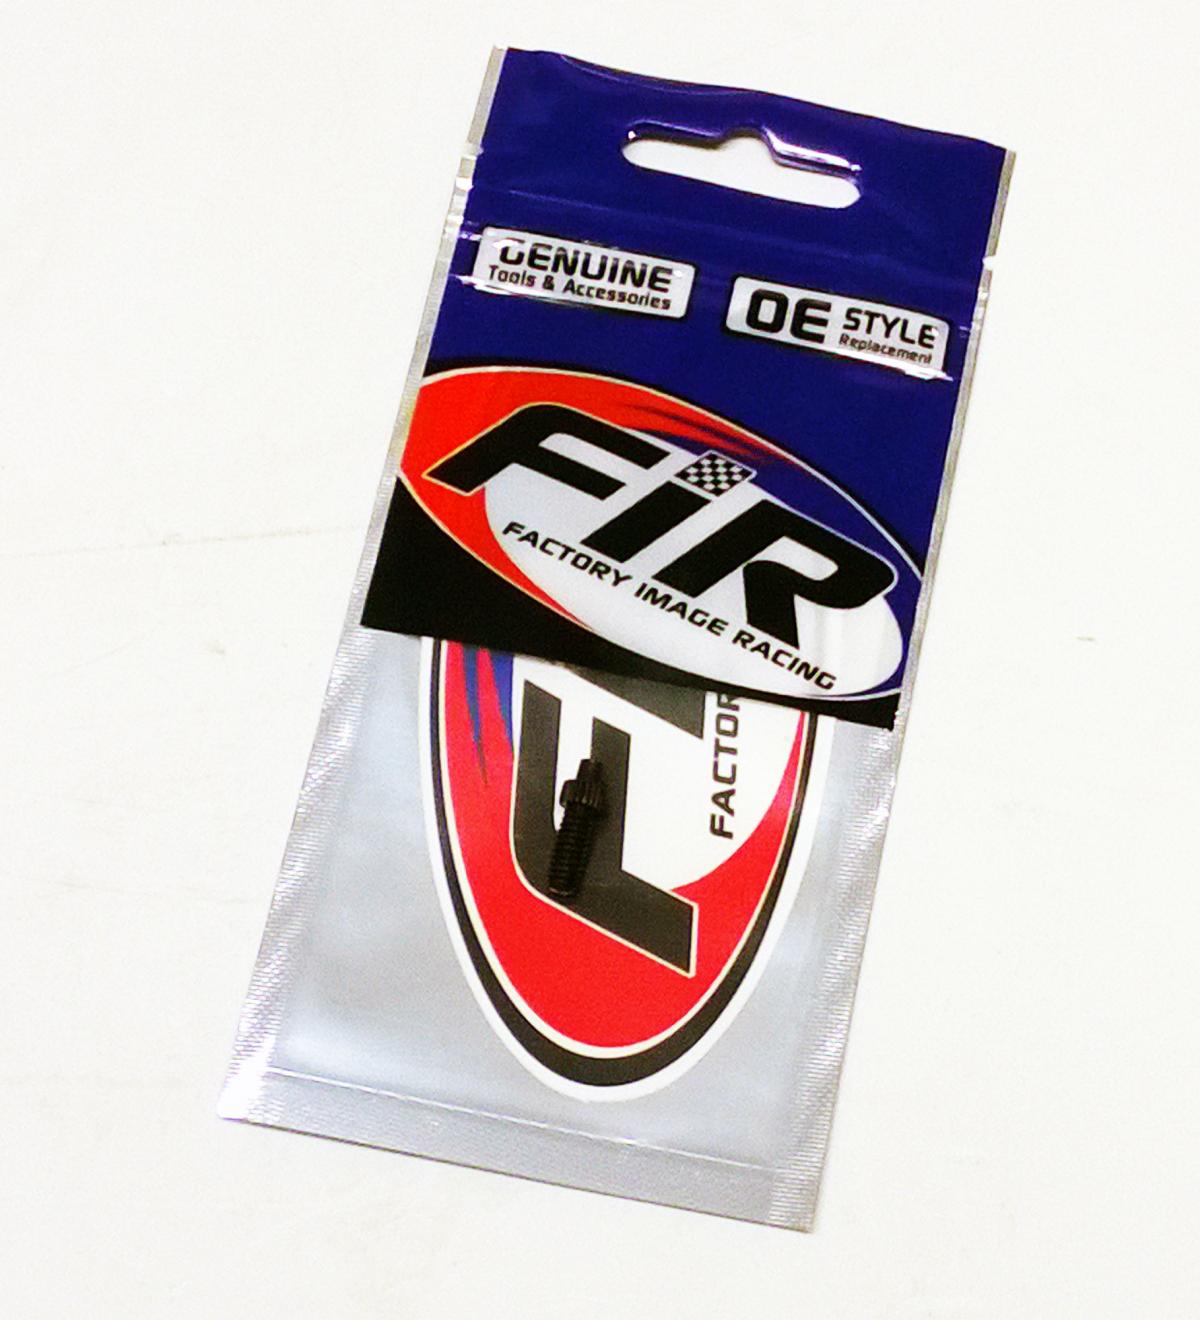 GENUINE
Tools & Accessories
OE STYLE
Replacement
FiR
FACTORY IMAGE RACING
F
FACTOR